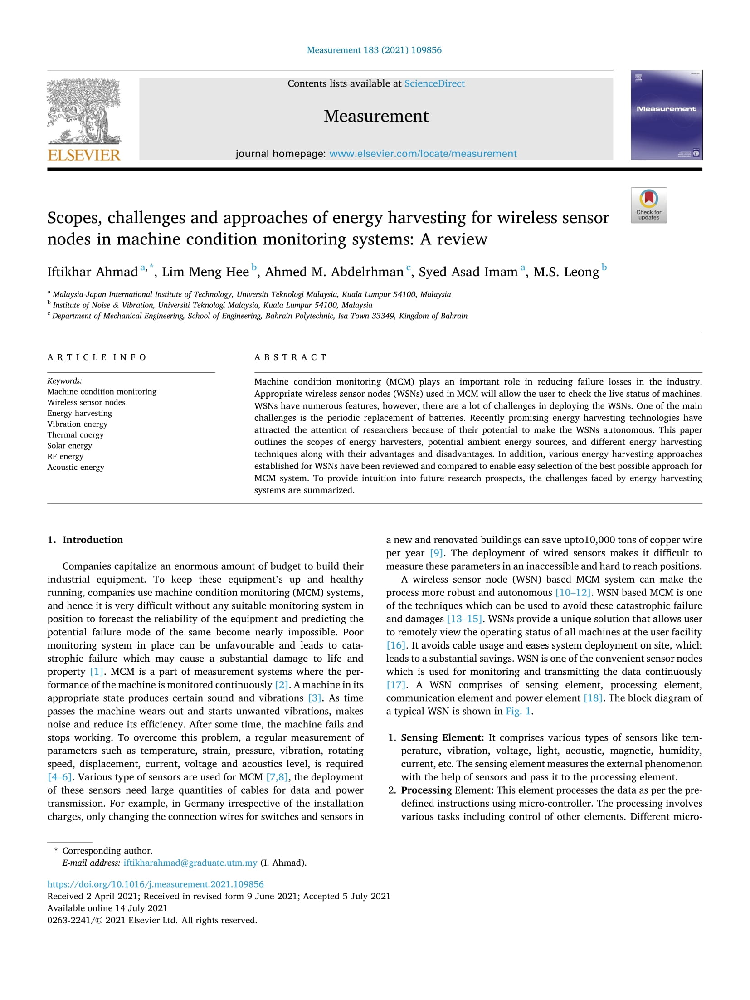 Measurement 183 (2021) 109856
Contents lists available at ScienceDirect
Measurement
journal homepage: www.elsevier.com/locate/measurement
NON SOLUS
ELSEVIER
Measurement
Check for
updates
Scopes, challenges and approaches of energy harvesting for wireless sensor
nodes in machine condition monitoring systems: A review
Iftikhar Ahmad a,*, Lim Meng Hee b, Ahmed M. Abdelrhman c, Syed Asad Imam a, M.S. Leong b
a Malaysia-Japan International Institute of Technology, Universiti Teknologi Malaysia, Kuala Lumpur 54100, Malaysia
b Institute of Noise & Vibration, Universiti Teknologi Malaysia, Kuala Lumpur 54100, Malaysia
c Department of Mechanical Engineering, School of Engineering, Bahrain Polytechnic, Isa Town 33349, Kingdom of Bahrain
ARTICLE INFO
Keywords:
Machine condition monitoring
Wireless sensor nodes
Energy harvesting
Vibration energy
Thermal energy
Solar energy
RF energy
Acoustic energy
ABSTRACT
Machine condition monitoring (MCM) plays an important role in reducing failure losses in the industry.
Appropriate wireless sensor nodes (WSNs) used in MCM will allow the user to check the live status of machines.
WSNs have numerous features, however, there are a lot of challenges in deploying the WSNs. One of the main
challenges is the periodic replacement of batteries. Recently promising energy harvesting technologies have
attracted the attention of researchers because of their potential to make the WSNs autonomous. This paper
outlines the scopes of energy harvesters, potential ambient energy sources, and different energy harvesting
techniques along with their advantages and disadvantages. In addition, various energy harvesting approaches
established for WSNs have been reviewed and compared to enable easy selection of the best possible approach for
MCM system. To provide intuition into future research prospects, the challenges faced by energy harvesting
systems are summarized.
1. Introduction
Companies capitalize an enormous amount of budget to build their
industrial equipment. To keep these equipment's up and healthy
running, companies use machine condition monitoring (MCM) systems,
and hence it is very difficult without any suitable monitoring system in
position to forecast the reliability of the equipment and predicting the
potential failure mode of the same become nearly impossible. Poor
monitoring system in place can be unfavourable and leads to cata-
strophic failure which may cause a substantial damage to life and
property [1]. MCM is a part of measurement systems where the per-
formance of the machine is monitored continuously [2]. A machine in its
appropriate state produces certain sound and vibrations [3]. As time
passes the machine wears out and starts unwanted vibrations, makes
noise and reduce its efficiency. After some time, the machine fails and
stops working. To overcome this problem, a regular measurement of
parameters such as temperature, strain, pressure, vibration, rotating
speed, displacement, current, voltage and acoustics level, is required
[4–6]. Various type of sensors are used for MCM [7,8], the deployment
of these sensors need large quantities of cables for data and power
transmission. For example, in Germany irrespective of the installation
charges, only changing the connection wires for switches and sensors in
a new and renovated buildings can save upto10,000 tons of copper wire
per year [9]. The deployment of wired sensors makes it difficult to
measure these parameters in an inaccessible and hard to reach positions.
A wireless sensor node (WSN) based MCM system can make the
process more robust and autonomous [10–12]. WSN based MCM is one
of the techniques which can be used to avoid these catastrophic failure
and damages [13–15]. WSNs provide a unique solution that allows user
to remotely view the operating status of all machines at the user facility
[16]. It avoids cable usage and eases system deployment on site, which
leads to a substantial savings. WSN is one of the convenient sensor nodes
which is used for monitoring and transmitting the data continuously
[17]. A WSN comprises of sensing element, processing element,
communication element and power element [18]. The block diagram of
a typical WSN is shown in Fig. 1.
1. Sensing Element: It comprises various types of sensors like tem-
perature, vibration, voltage, light, acoustic, magnetic, humidity,
current, etc. The sensing element measures the external phenomenon
with the help of sensors and pass it to the processing element.
2. Processing Element: This element processes the data as per the pre-
defined instructions using micro-controller. The processing involves
various tasks including control of other elements. Different micro-
* Corresponding author.
E-mail address: iftikharahmad@graduate.utm.my (I. Ahmad).
https://doi.org/10.1016/j.measurement.2021.109856
Received 2 April 2021; Received in revised form 9 June 2021; Accepted 5 July 2021
Available online 14 July 2021
0263-2241/© 2021 Elsevier Ltd. All rights reserved.